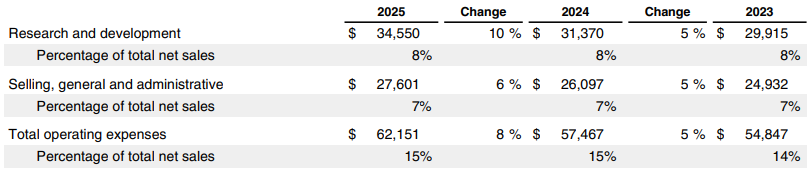 2025 Change 2024 Change 2023
Research and development $ 34,550 10 % $ 31,370 5 % $ 29,915
Percentage of total net sales 8% 8% 8%
Selling, general and administrative $ 27,601 6 % $ 26,097 5 % $ 24,932
Percentage of total net sales 7% 7% 7%
Total operating expenses $ 62,151 8 % $ 57,467 5 % $ 54,847
Percentage of total net sales 15% 15% 14%